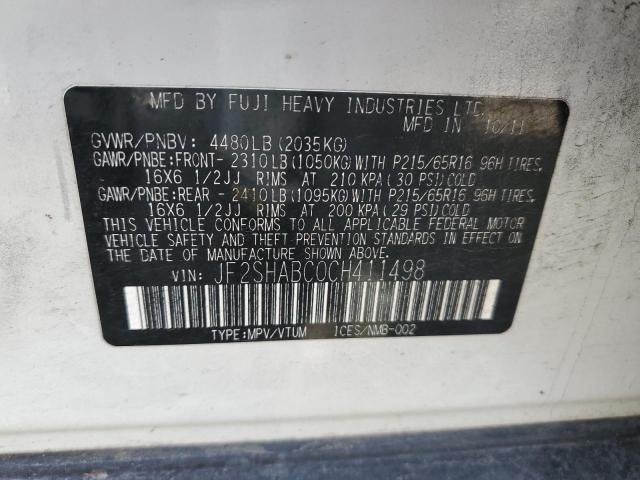 MFD BY FUJI HEAVY INDUSTRIES LTD.
MFD IN 10/11
GVWR/PNBV: 4480LB (2035KG)
GAWR/PNBE:FRONT- 2310LB (1050KG) WITH P215/65R16 96H TIRES,
16X6 1/2JJ RIMS AT 210 KPA (30 PSI) COLD
GAWR/PNBE:REAR - 2410LB (1095KG) WITH P215/65R16 96H TIRES,
16X6 1/2JJ RIMS AT 200 KPA (29 PSI) COLD
THIS VEHICLE CONFORMS TO ALL APPLICABLE FEDERAL MOTOR
VEHICLE SAFETY AND THEFT PREVENTION STANDARDS IN EFFECT ON
THE DATE OF MANUFACTURE SHOWN ABOVE.
VIN: JF2SHABC0CH411498
TYPE:MPV/VTUM ICES/NMB-002